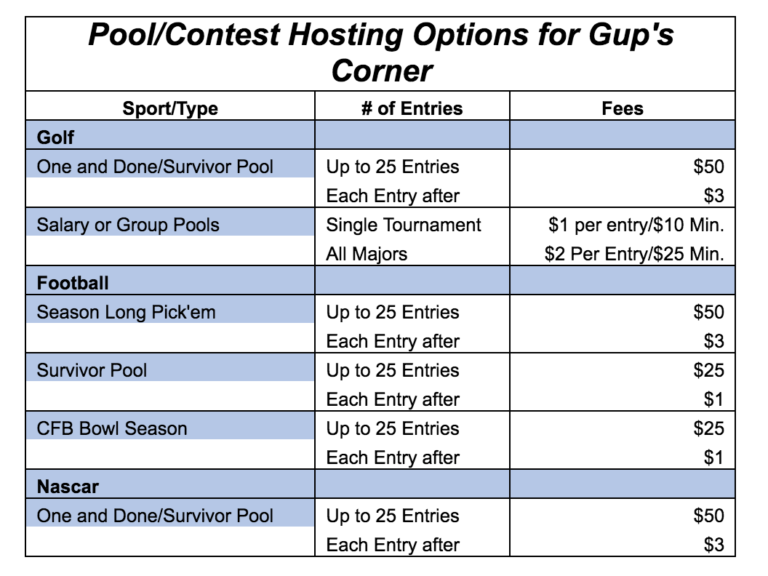 Pool/Contest Hosting Options for Gup's
Corner
Sport/Type # of Entries Fees
Golf
One and Done/Survivor Pool Up to 25 Entries $50
Each Entry after $3
Salary or Group Pools Single Tournament $1 per entry/$10 Min.
All Majors $2 Per Entry/$25 Min.
Football
Season Long Pick'em Up to 25 Entries $50
Each Entry after $3
Survivor Pool Up to 25 Entries $25
Each Entry after $1
CFB Bowl Season Up to 25 Entries $25
Each Entry after $1
Nascar
One and Done/Survivor Pool Up to 25 Entries $50
Each Entry after $3